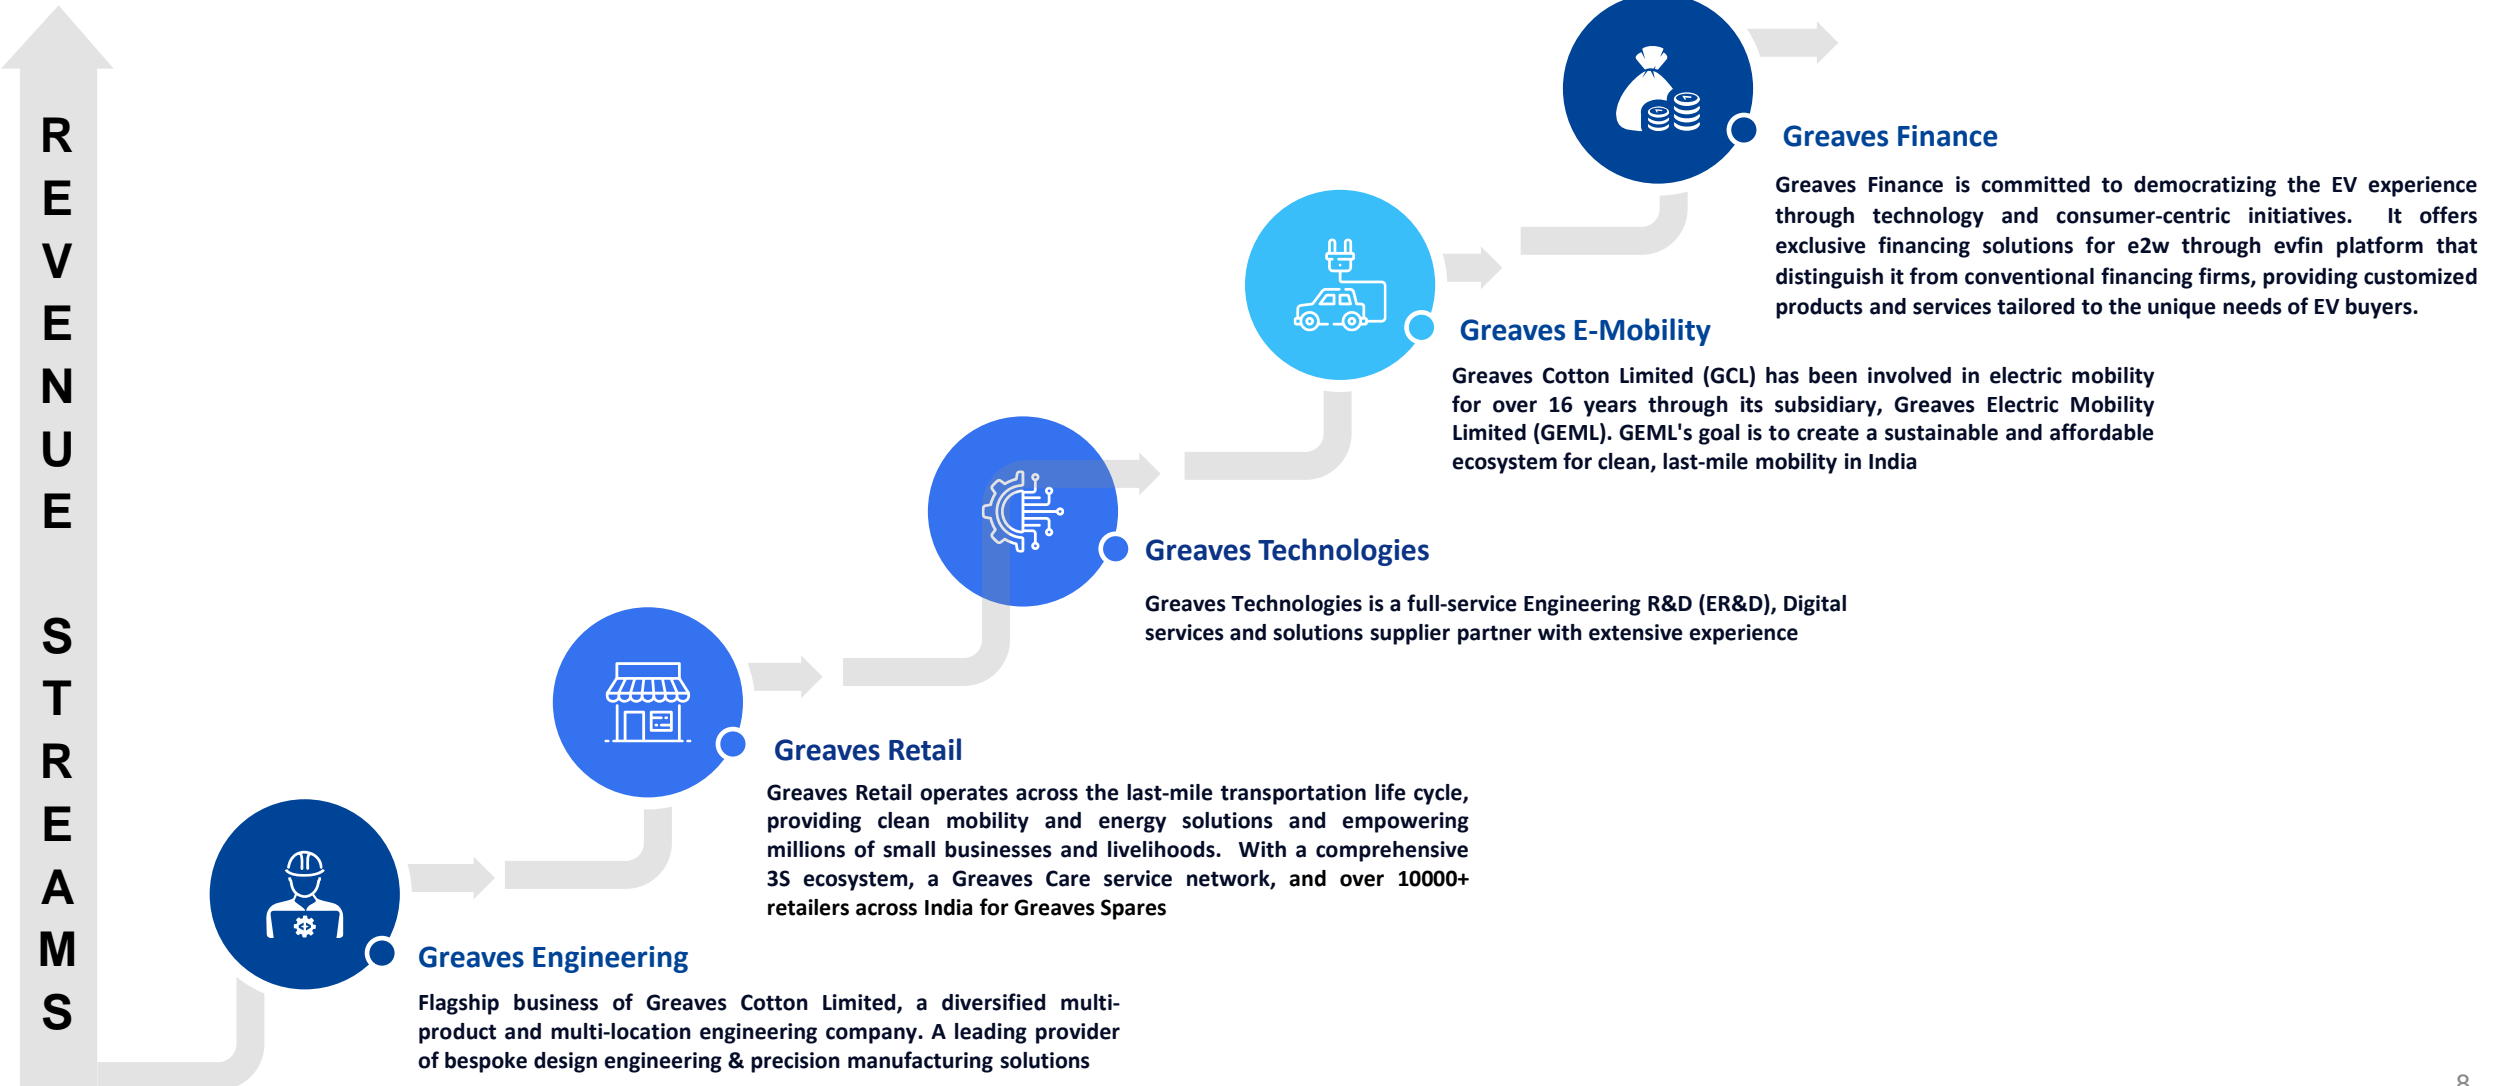 REVENUE STREAMS
Greaves Finance
Greaves Finance is committed to democratizing the EV experience
through technology and consumer-centric initiatives. It offers
exclusive financing solutions for e2w through evfin platform that
distinguish it from conventional financing firms, providing customized
products and services tailored to the unique needs of EV buyers.
Greaves E-Mobility
Greaves Cotton Limited (GCL) has been involved in electric mobility
for over 16 years through its subsidiary, Greaves Electric Mobility
Limited (GEML). GEML's goal is to create a sustainable and affordable
ecosystem for clean, last-mile mobility in India
Greaves Technologies
Greaves Technologies is a full-service Engineering R&D (ER&D), Digital
services and solutions supplier partner with extensive experience
Greaves Retail
Greaves Retail operates across the last-mile transportation life cycle,
providing clean mobility and energy solutions and empowering
millions of small businesses and livelihoods. With a comprehensive
3S ecosystem, a Greaves Care service network, and over 10000+
retailers across India for Greaves Spares
Greaves Engineering
Flagship business of Greaves Cotton Limited, a diversified multi-
product and multi-location engineering company. A leading provider
of bespoke design engineering & precision manufacturing solutions
8